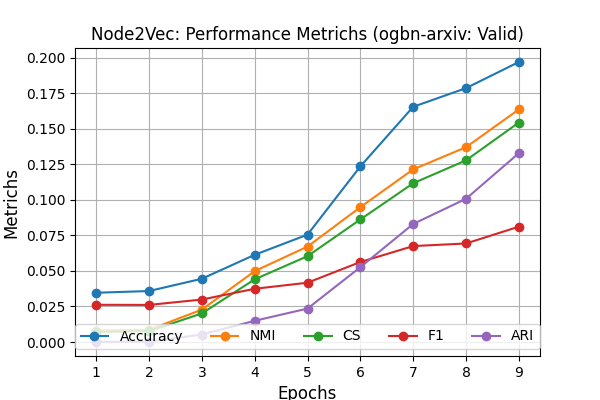 Node2Vec: Performance Metrichs (ogbn-arxiv: Valid)
0.200
0.175
0.150
0.125
0.100
0.075
0.050
0.025
0.000
Metrichs
Accuracy NMI CS F1 ARI
1 2 3 4 5 6 7 8 9
Epochs